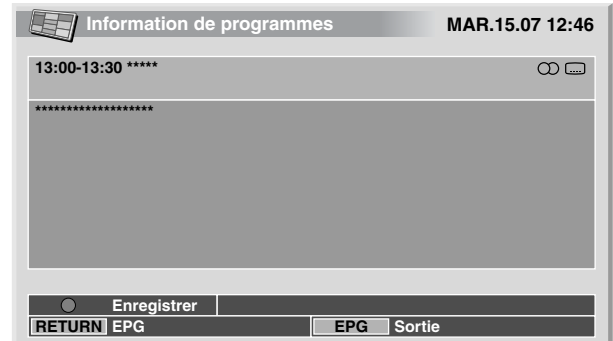 Information de programmes MAR.15.07 12:46
13:00-13:30 *****
*******************
Enregistrer
RETURN EPG EPG Sortie